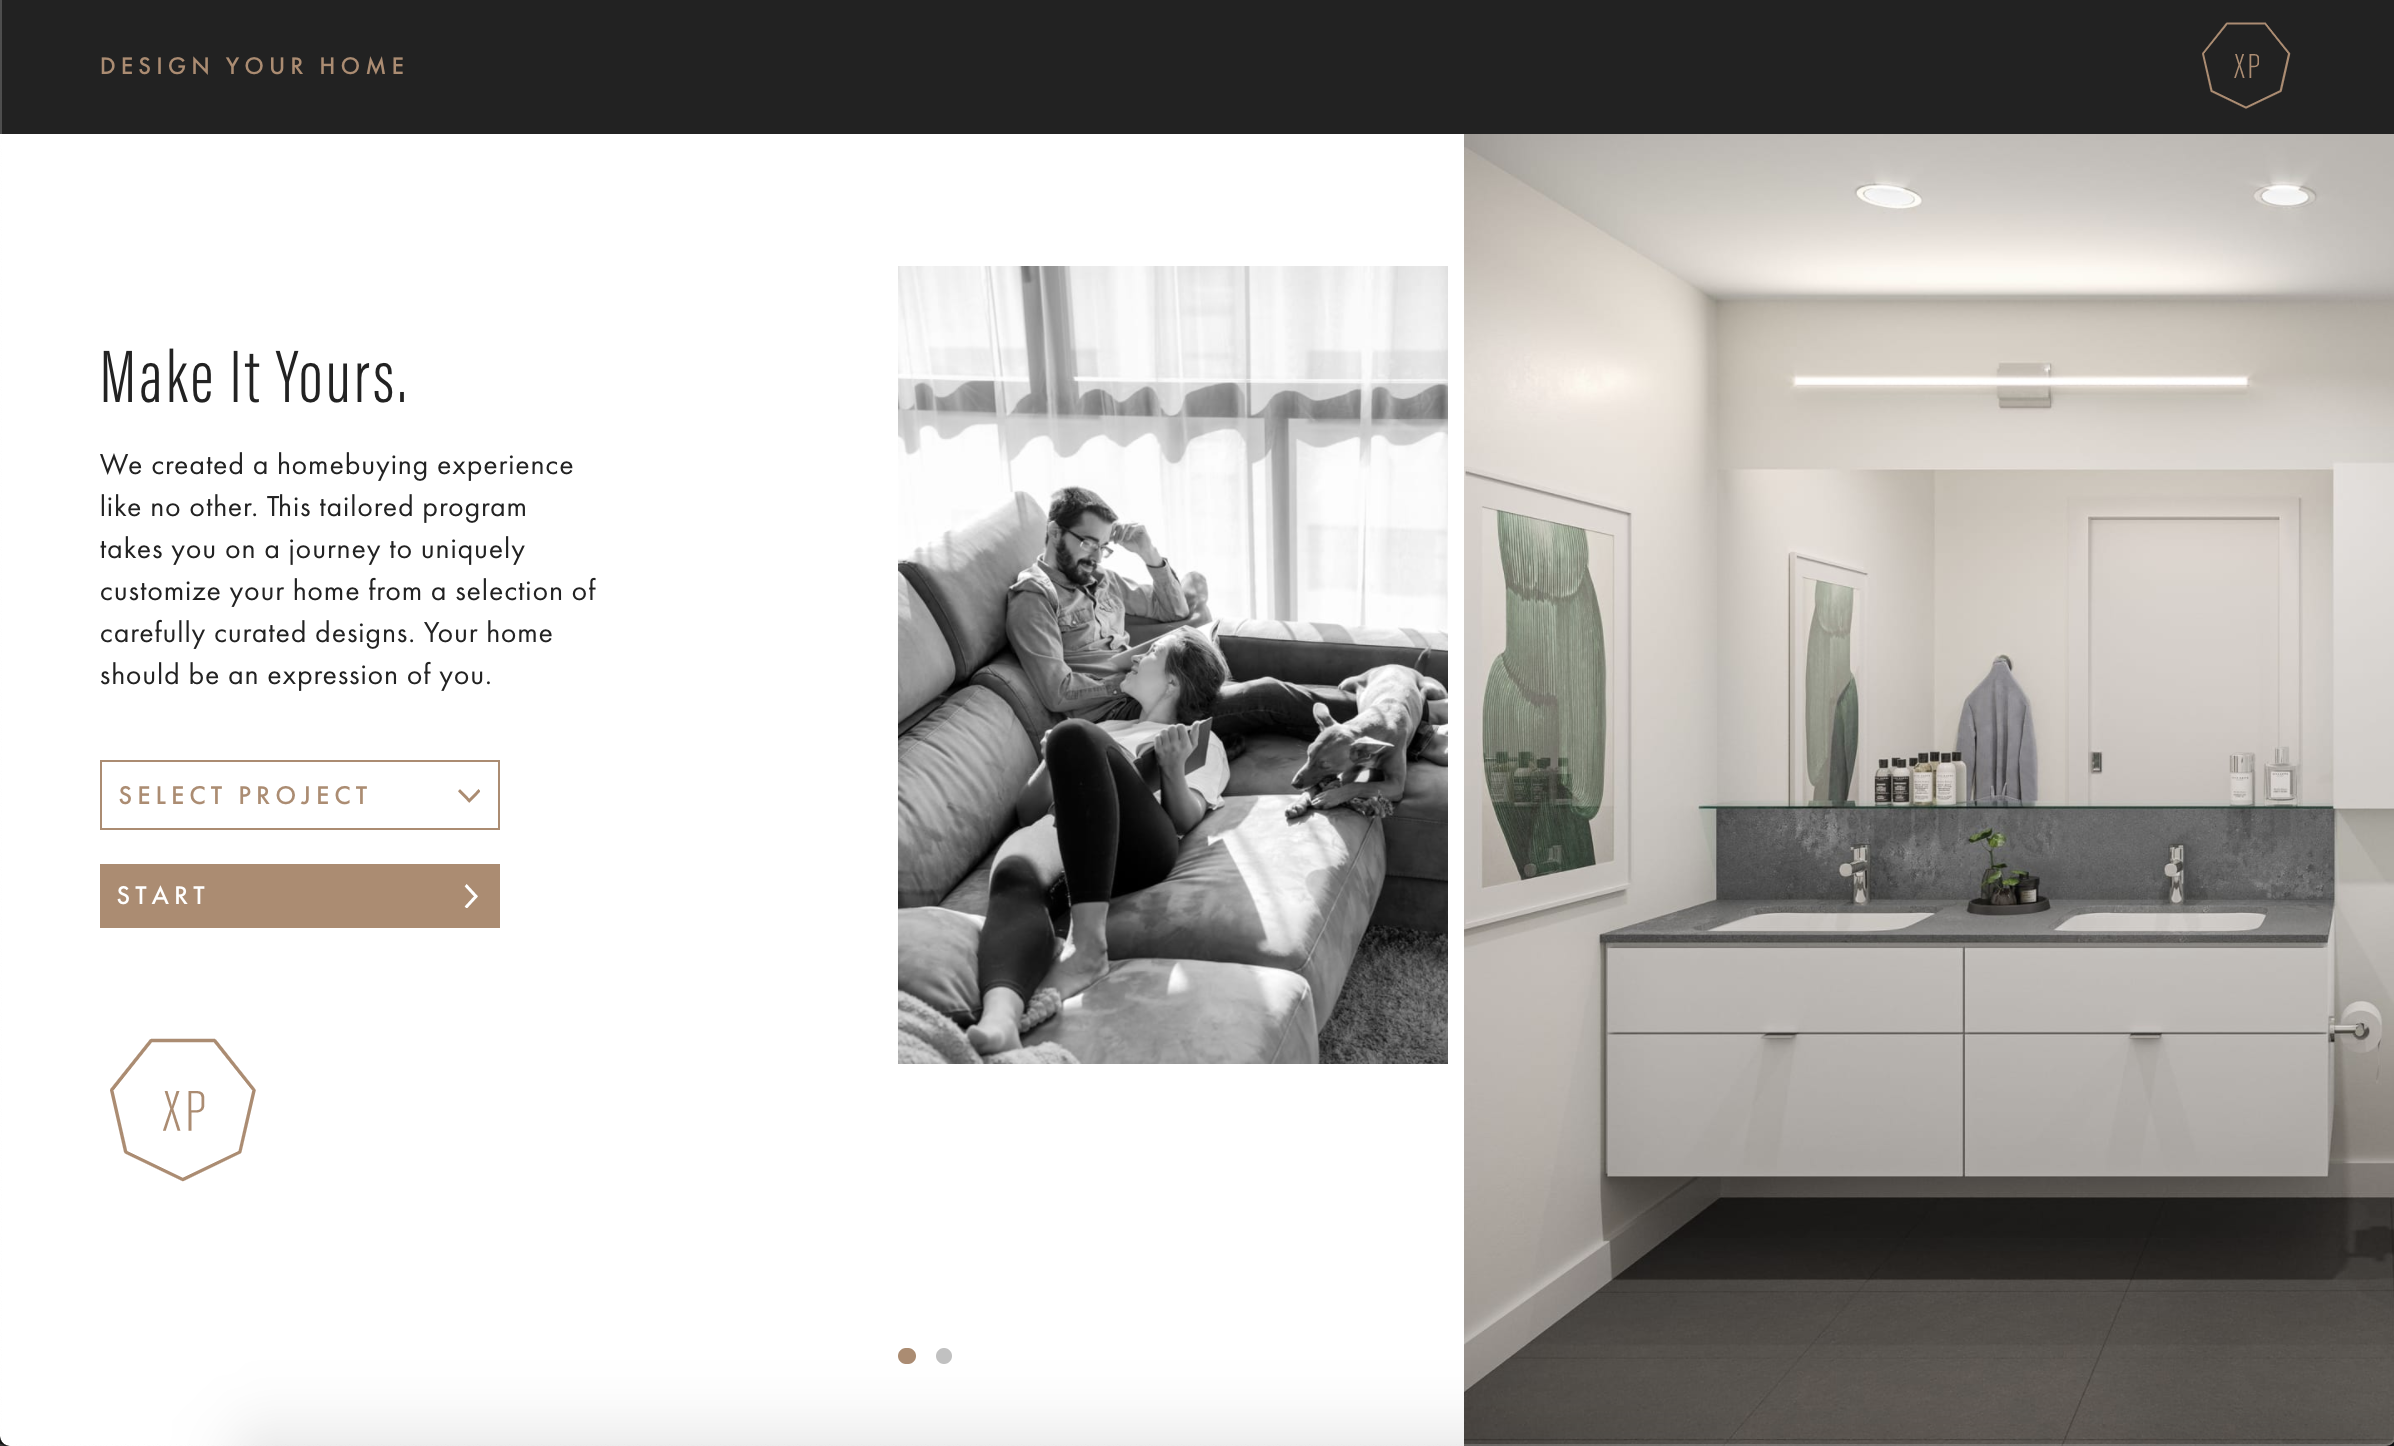 DESIGN YOUR HOME
XP
Make It Yours.
We created a homebuying experience
like no other. This tailored program
takes you on a journey to uniquely
customize your home from a selection of
carefully curated designs. Your home
should be an expression of you.
SELECT PROJECT
START
XP